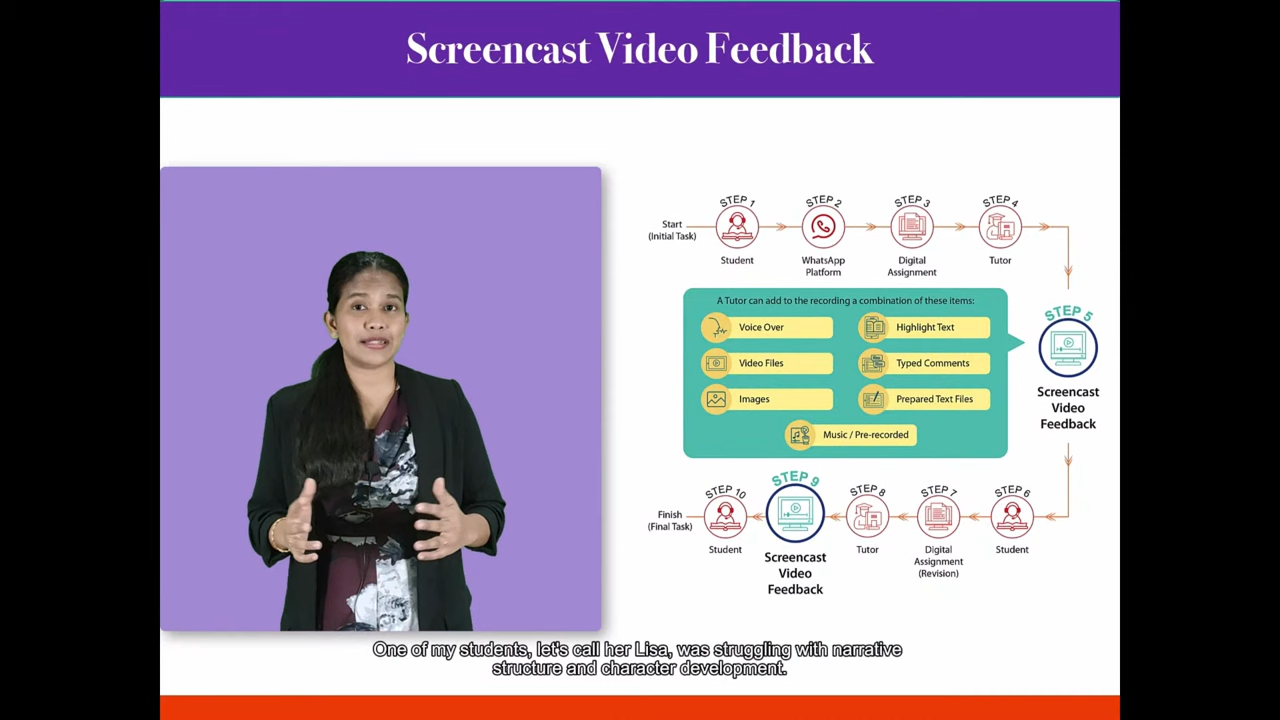 Screencast Video Feedback
STEP 1
STEP 2
STEP 3
STEP 4
Start
(Initial Task)
Student
WhatsApp
Platform
Digital
Assignment
Tutor
A Tutor can add to the recording a combination of these items:
Voice Over
Highlight Text
Video Files
Typed Comments
Images
Prepared Text Files
Music / Pre-recorded
STEP 5
Screencast
Video
Feedback
STEP 10
STEP 9
STEP 8
STEP 7
STEP 6
Finish
(Final Task)
Student
Screencast
Video
Feedback
Tutor
Digital
Assignment
(Revision)
Student
One of my students, let's call her Lisa, was struggling with narrative
structure and character development.